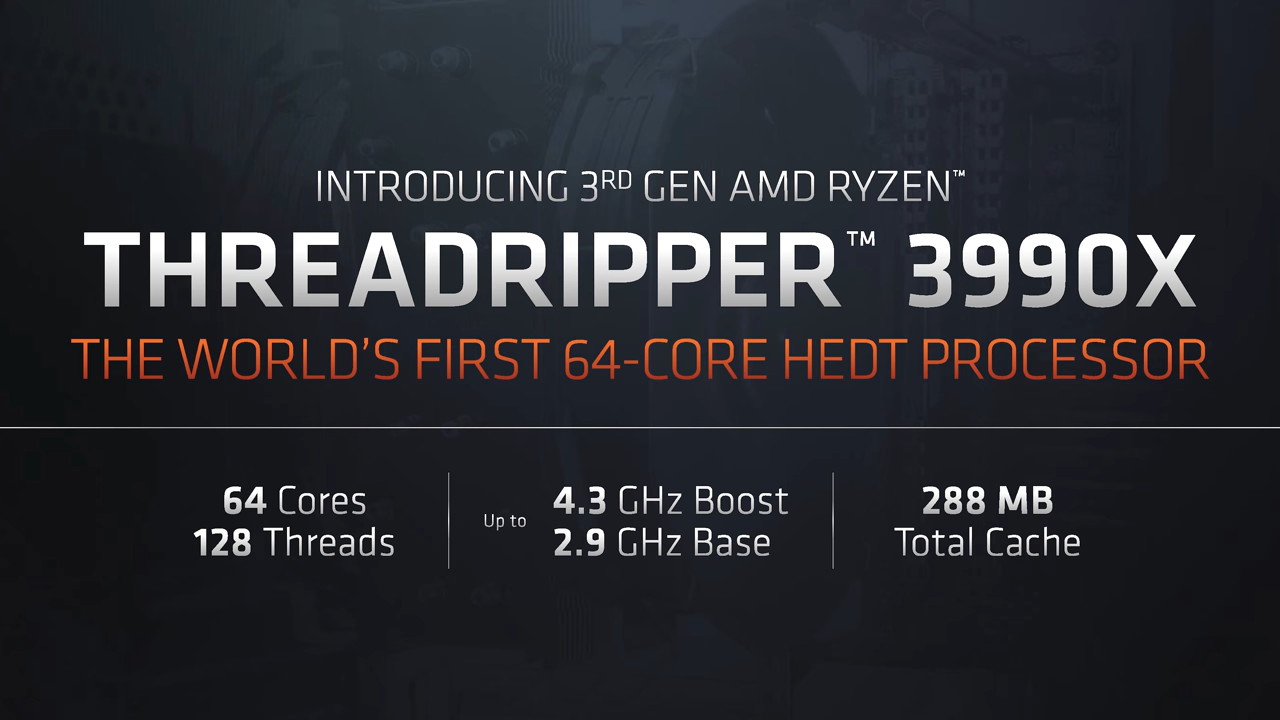 INTRODUCING 3RD GEN AMD RYZEN™
THREADRIPPER™ 3990X
THE WORLD'S FIRST 64-CORE HEDT PROCESSOR
64 Cores
128 Threads
Up to
4.3 GHz Boost
2.9 GHz Base
288 MB
Total Cache